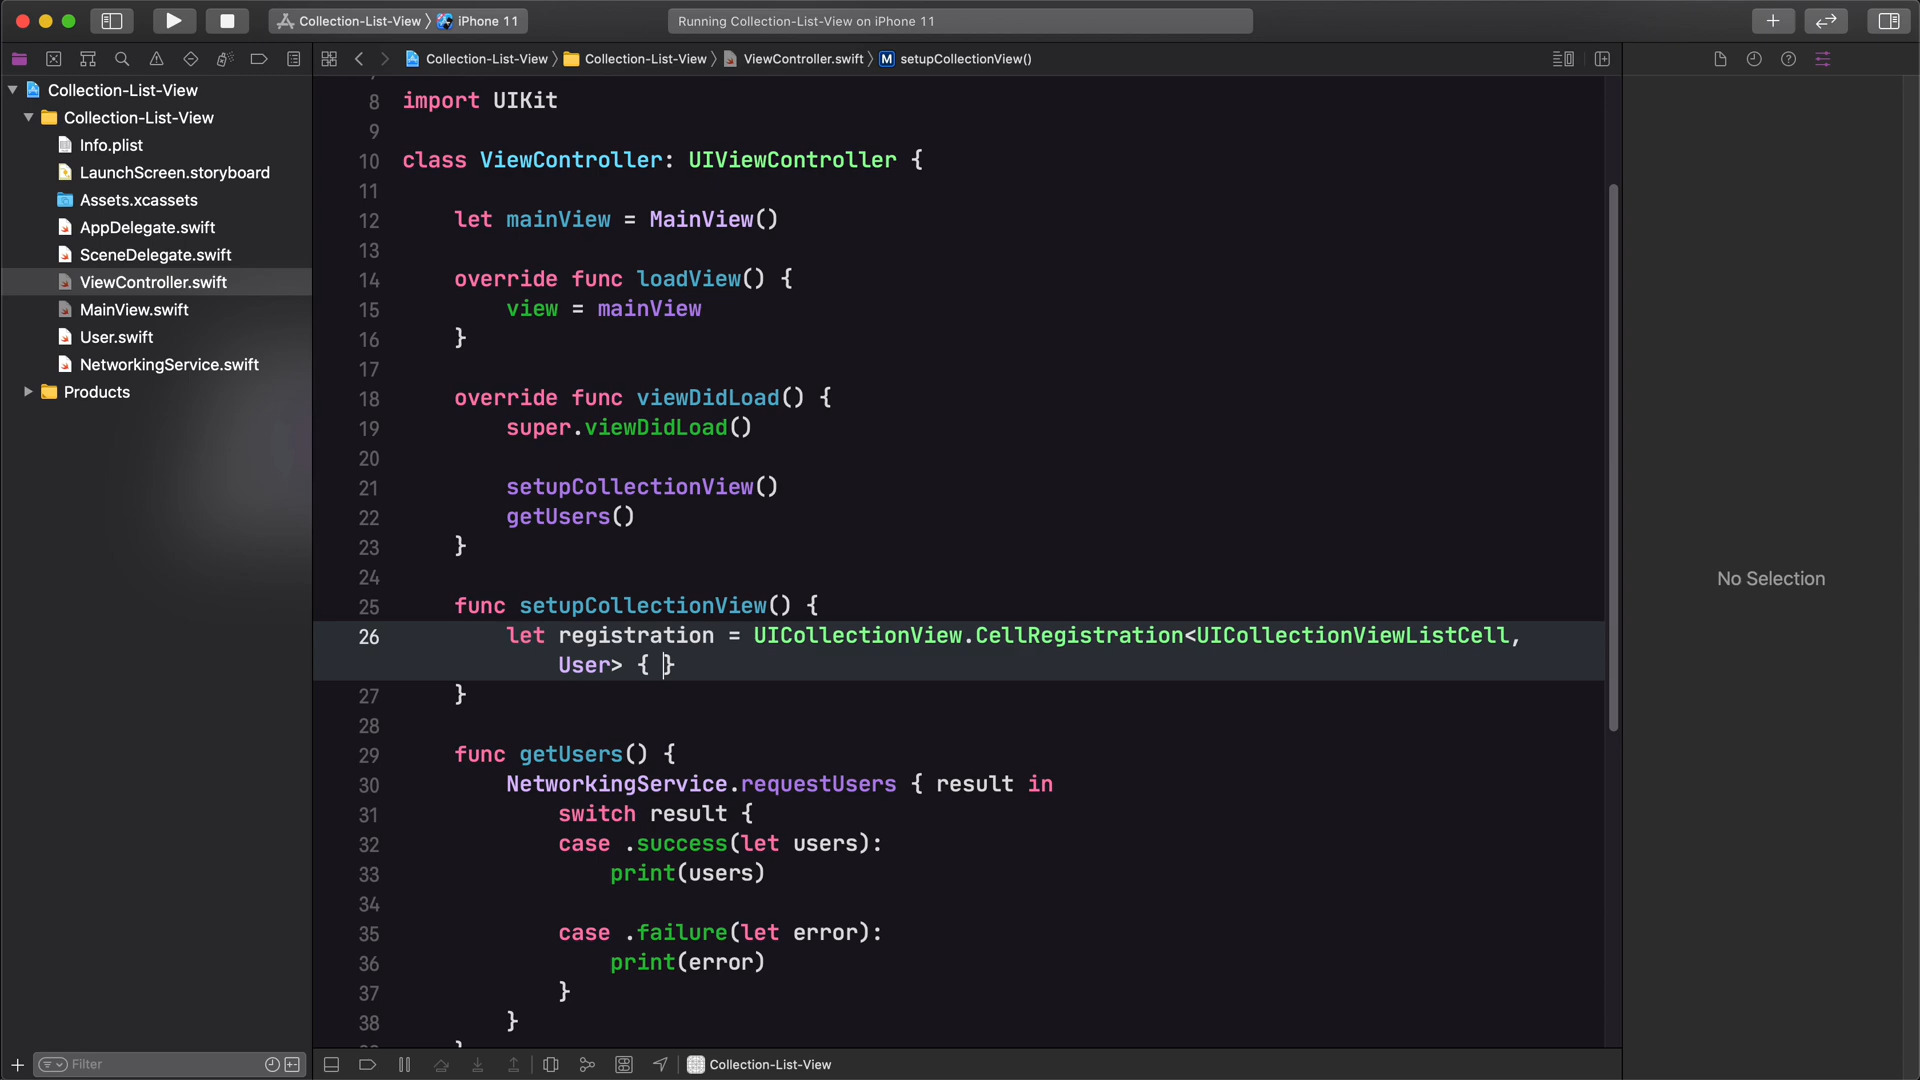 Collection-List-View 〉 iPhone 11
Running Collection-List-View on iPhone 11
Collection-List-View 〉 Collection-List-View 〉 ViewController.swift 〉 M setupCollectionView()
Collection-List-View
Collection-List-View
Info.plist
LaunchScreen.storyboard
Assets.xcassets
AppDelegate.swift
SceneDelegate.swift
ViewController.swift
MainView.swift
User.swift
NetworkingService.swift
Products
8 import UIKit
9
10 class ViewController: UIViewController {
11
12 let mainView = MainView()
13
14 override func loadView() {
15 view = mainView
16 }
17
18 override func viewDidLoad() {
19 super.viewDidLoad()
20
21 setupCollectionView()
22 getUsers()
23 }
24
25 func setupCollectionView() {
26 let registration = UICollectionView.CellRegistration<UICollectionViewListCell,
User> { }
27 }
28
29 func getUsers() {
30 NetworkingService.requestUsers { result in
31 switch result {
32 case .success(let users):
33 print(users)
34
35 case .failure(let error):
36 print(error)
37 }
38 }
No Selection
Filter
Collection-List-View